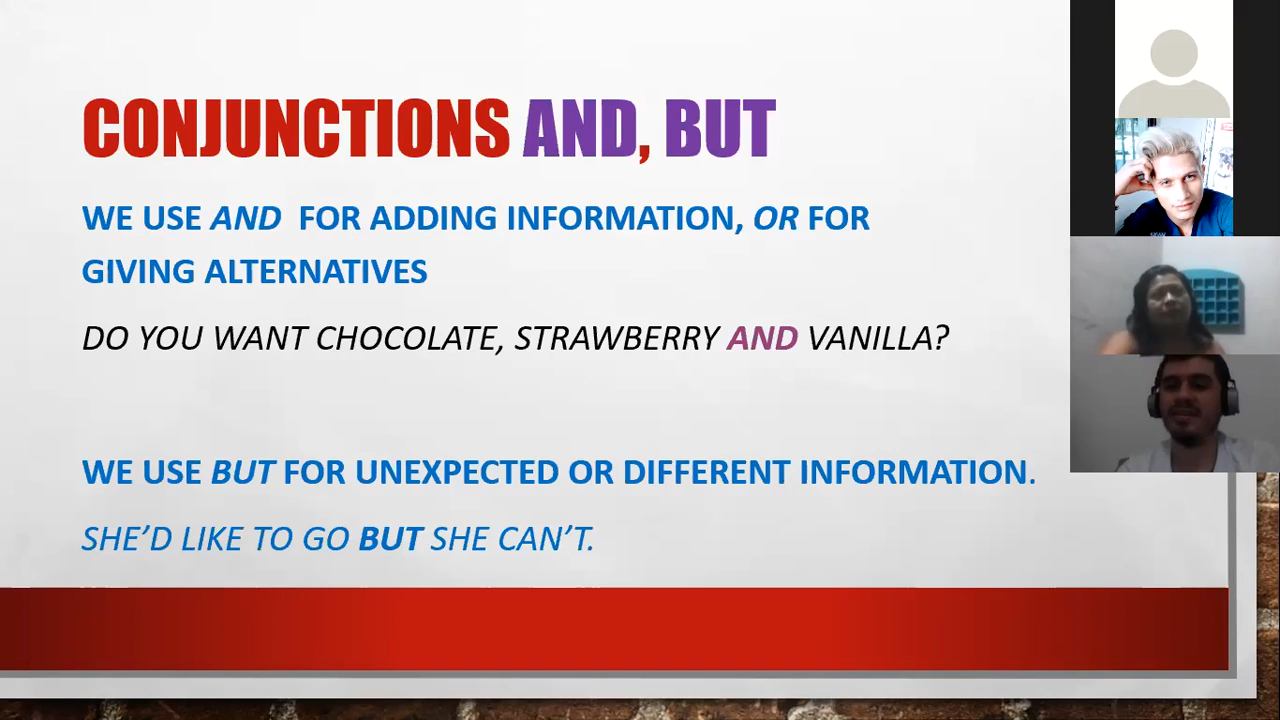 CONJUNCTIONS AND, BUT
WE USE AND FOR ADDING INFORMATION, OR FOR
GIVING ALTERNATIVES
DO YOU WANT CHOCOLATE, STRAWBERRY AND VANILLA?
WE USE BUT FOR UNEXPECTED OR DIFFERENT INFORMATION.
SHE’D LIKE TO GO BUT SHE CAN’T.